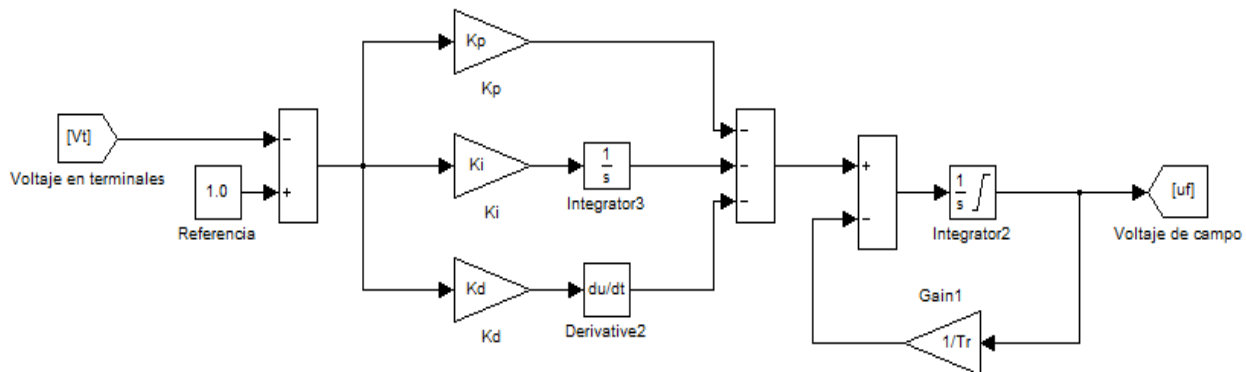 Kp
Kp
[Vt]
Voltaje en terminales
-
+
1.0
Referencia
Ki
Ki
1
s
Integrator3
Kd
Kd
du/dt
Derivative2
-
-
-
+
-
1
s
Integrator2
[uf]
Voltaje de campo
Gain1
1/Tr